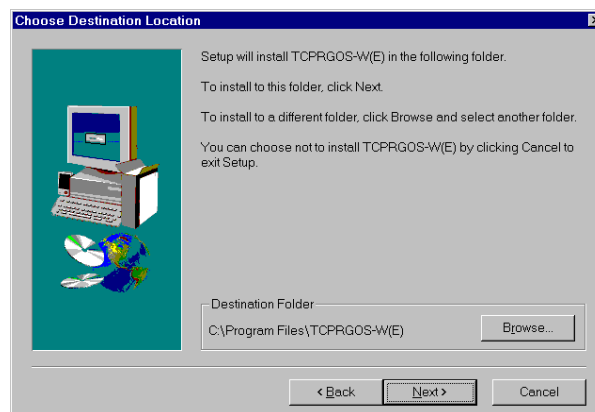 Choose Destination Location
Setup will install TCPRGOS-W(E) in the following folder.
To install to this folder, click Next.
To install to a different folder, click Browse and select another folder.
You can choose not to install TCPRGOS-W(E) by clicking Cancel to
exit Setup.
Destination Folder
C:\Program Files\TCPRGOS-W(E)
Browse...
< Back
Next >
Cancel